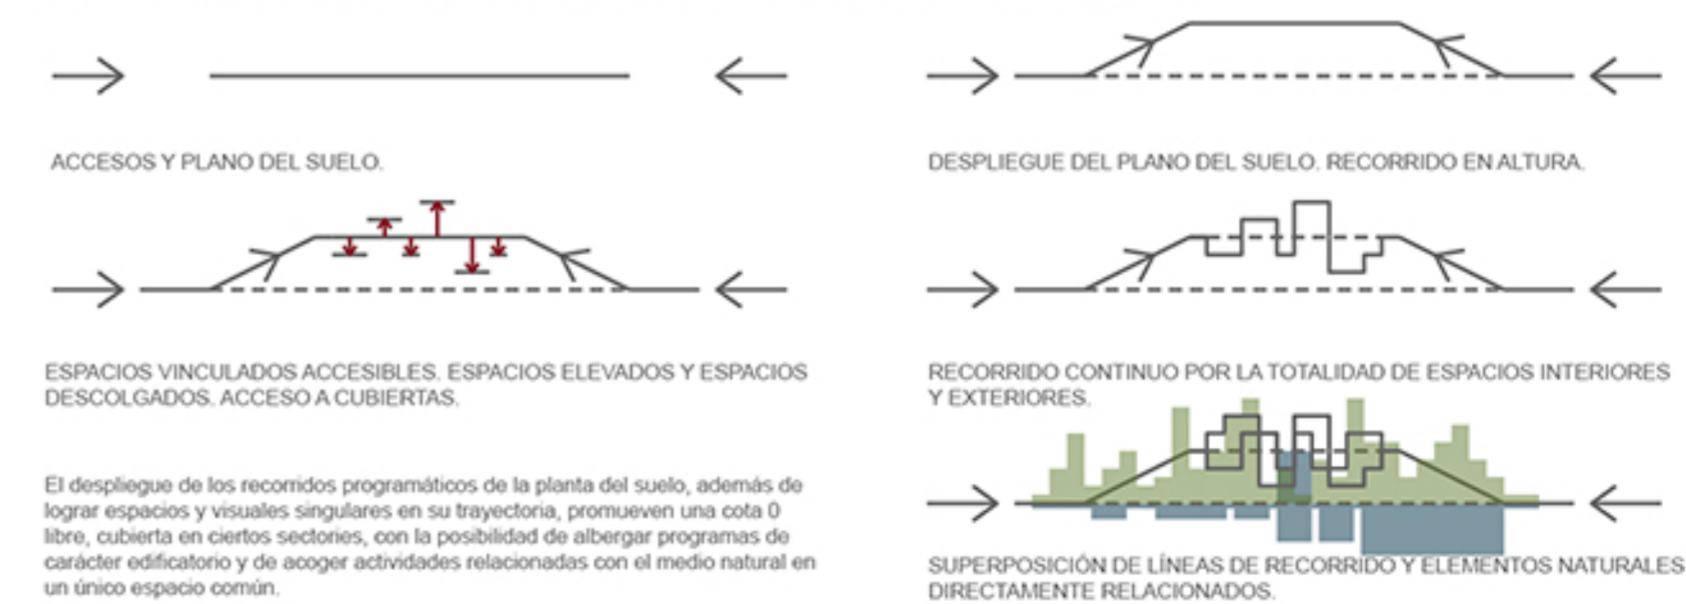 ACCESOS Y PLANO DEL SUELO.
DESPLIEGUE DEL PLANO DEL SUELO. RECORRIDO EN ALTURA.
ESPACIOS VINCULADOS ACCESIBLES. ESPACIOS ELEVADOS Y ESPACIOS
DESCOLGADOS. ACCESO A CUBIERTAS.
RECORRIDO CONTINUO POR LA TOTALIDAD DE ESPACIOS INTERIORES
Y EXTERIORES.
El despliegue de los recorridos programáticos de la planta del suelo, además de
lograr espacios y visuales singulares en su trayectoria, promueven una cota 0
libre, cubierta en ciertos sectories, con la posibilidad de albergar programas de
carácter edificatorio y de acoger actividades relacionadas con el medio natural en
un único espacio común.
SUPERPOSICIÓN DE LÍNEAS DE RECORRIDO Y ELEMENTOS NATURALES
DIRECTAMENTE RELACIONADOS.